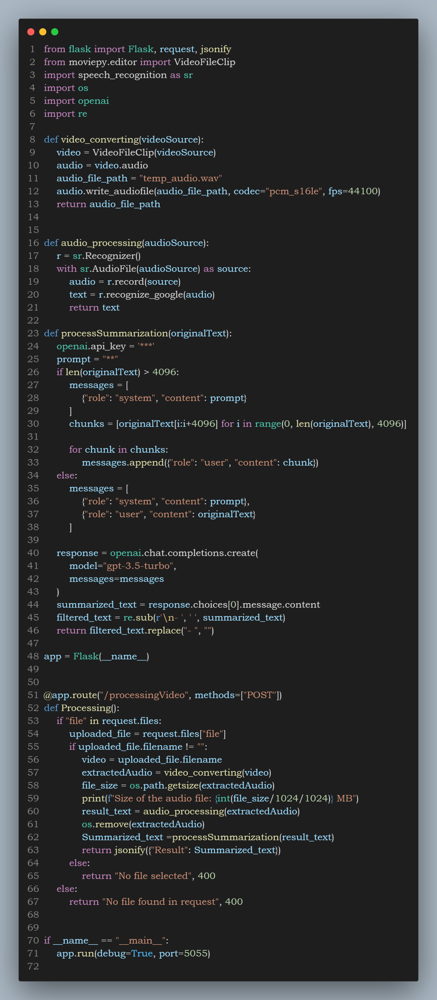 1 from flask import Flask, request, jsonify
2 from moviepy.editor import VideoFileClip
3 import speech_recognition as sr
4 import os
5 import openai
6 import re
7
8 def video_converting(videoSource):
9     video = VideoFileClip(videoSource)
10     audio = video.audio
11     audio_file_path = "temp_audio.wav"
12     audio.write_audiofile(audio_file_path, codec="pcm_s16le", fps=44100)
13     return audio_file_path
14
15
16 def audio_processing(audioSource):
17     r = sr.Recognizer()
18     with sr.AudioFile(audioSource) as source:
19         audio = r.record(source)
20         text = r.recognize_google(audio)
21         return text
22
23 def processSummarization(originalText):
24     openai.api_key = '***'
25     prompt = "**"
26     if len(originalText) > 4096:
27         messages = [
28             {"role": "system", "content": prompt}
29         ]
30         chunks = [originalText[i:i+4096] for i in range(0, len(originalText), 4096)]
31
32         for chunk in chunks:
33             messages.append({"role": "user", "content": chunk})
34     else:
35         messages = [
36             {"role": "system", "content": prompt},
37             {"role": "user", "content": originalText}
38         ]
39
40     response = openai.chat.completions.create(
41         model="gpt-3.5-turbo",
42         messages=messages
43     )
44     summarized_text = response.choices[0].message.content
45     filtered_text = re.sub(r'\n- ', ' ', summarized_text)
46     return filtered_text.replace("- ", "")
47
48 app = Flask(__name__)
49
50
51 @app.route("/processingVideo", methods=["POST"])
52 def Processing():
53     if "file" in request.files:
54         uploaded_file = request.files["file"]
55         if uploaded_file.filename != "":
56             video = uploaded_file.filename
57             extractedAudio = video_converting(video)
58             file_size = os.path.getsize(extractedAudio)
59             print(f"Size of the audio file: {int(file_size/1024/1024)} MB")
60             result_text = audio_processing(extractedAudio)
61             os.remove(extractedAudio)
62             Summarized_text =processSummarization(result_text)
63             return jsonify({"Result": Summarized_text})
64         else:
65             return "No file selected", 400
66     else:
67         return "No file found in request", 400
68
69
70 if __name__ == "__main__":
71     app.run(debug=True, port=5055)
72